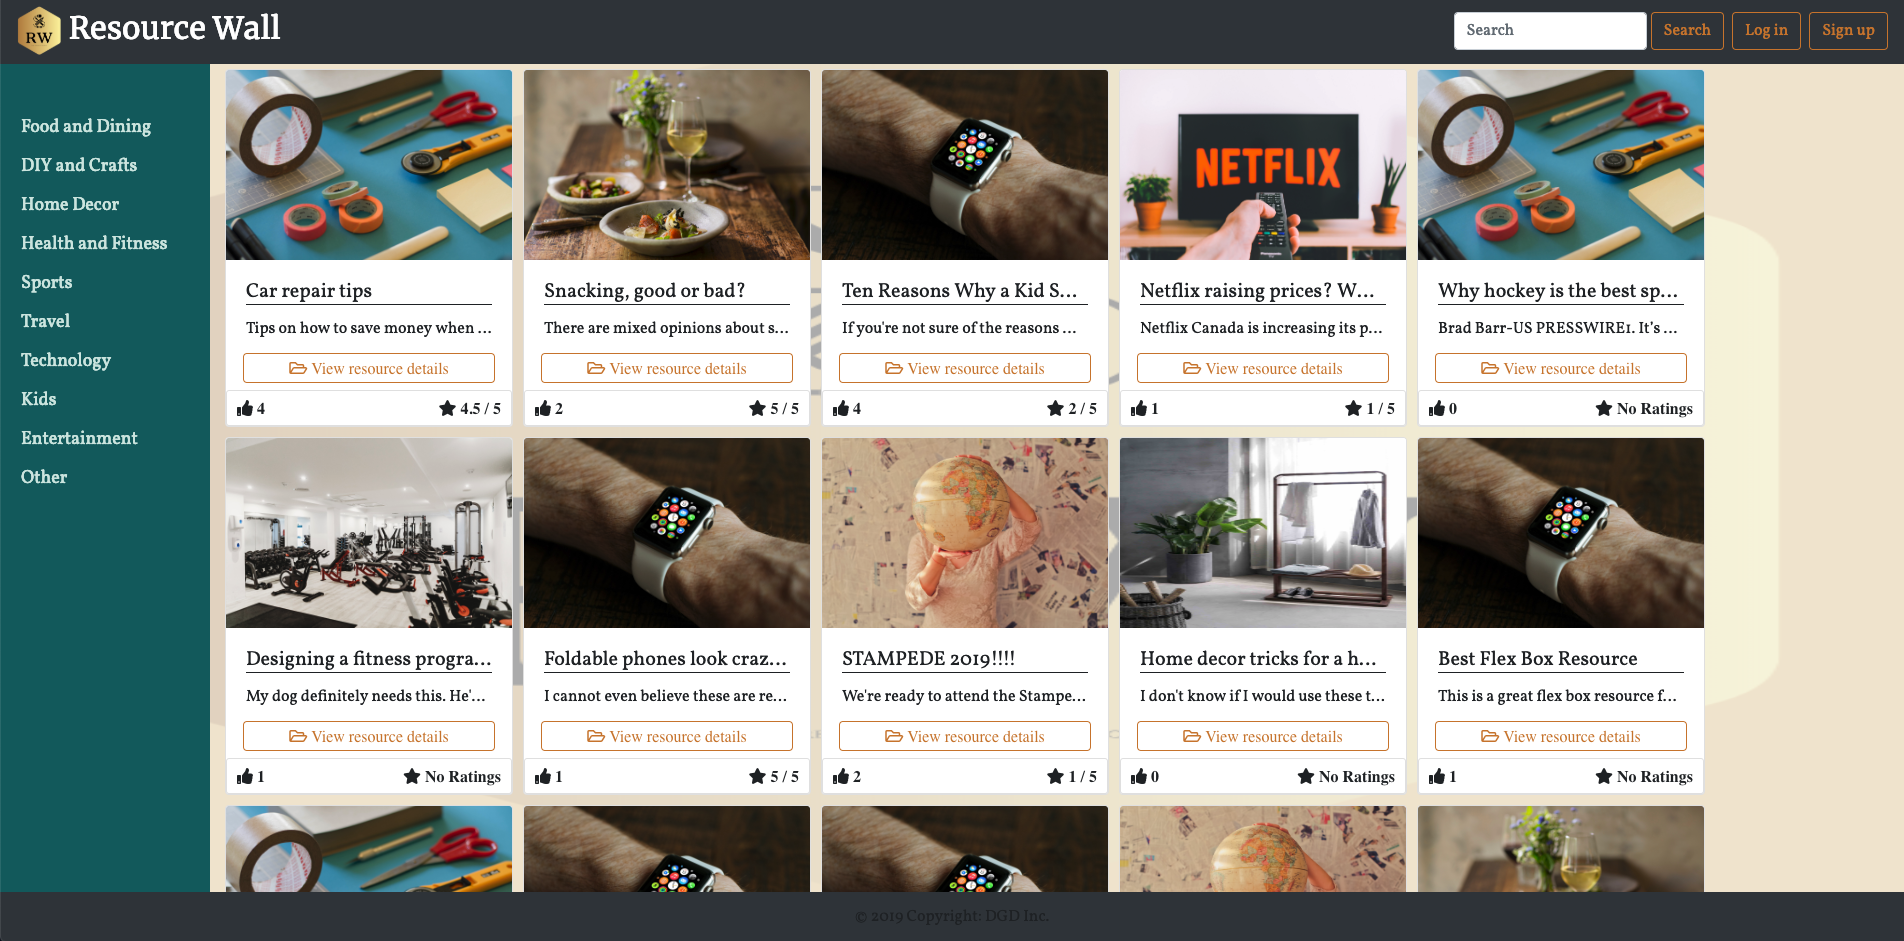 RW Resource Wall
Search Search Log in Sign up
Food and Dining
DIY and Crafts
Home Decor
Health and Fitness
Sports
Travel
Technology
Kids
Entertainment
Other
NETFLIX
Car repair tips
Tips on how to save money when ...
View resource details
4 4.5 / 5
Snacking, good or bad?
There are mixed opinions about s...
View resource details
2 5 / 5
Ten Reasons Why a Kid S...
If you're not sure of the reasons ...
View resource details
4 2 / 5
Netflix raising prices? W...
Netflix Canada is increasing its p...
View resource details
1 1 / 5
Why hockey is the best sp...
Brad Barr-US PRESSWIRE1. It's ...
View resource details
0 No Ratings
Designing a fitness progra...
My dog definitely needs this. He'...
View resource details
1 No Ratings
Foldable phones look craz...
I cannot even believe these are re...
View resource details
1 5 / 5
STAMPEDE 2019!!!!
We're ready to attend the Stampe...
View resource details
2 1 / 5
Home decor tricks for a h...
I don't know if I would use these t...
View resource details
0 No Ratings
Best Flex Box Resource
This is a great flex box resource f...
View resource details
1 No Ratings
© 2019 Copyright: DGD Inc.